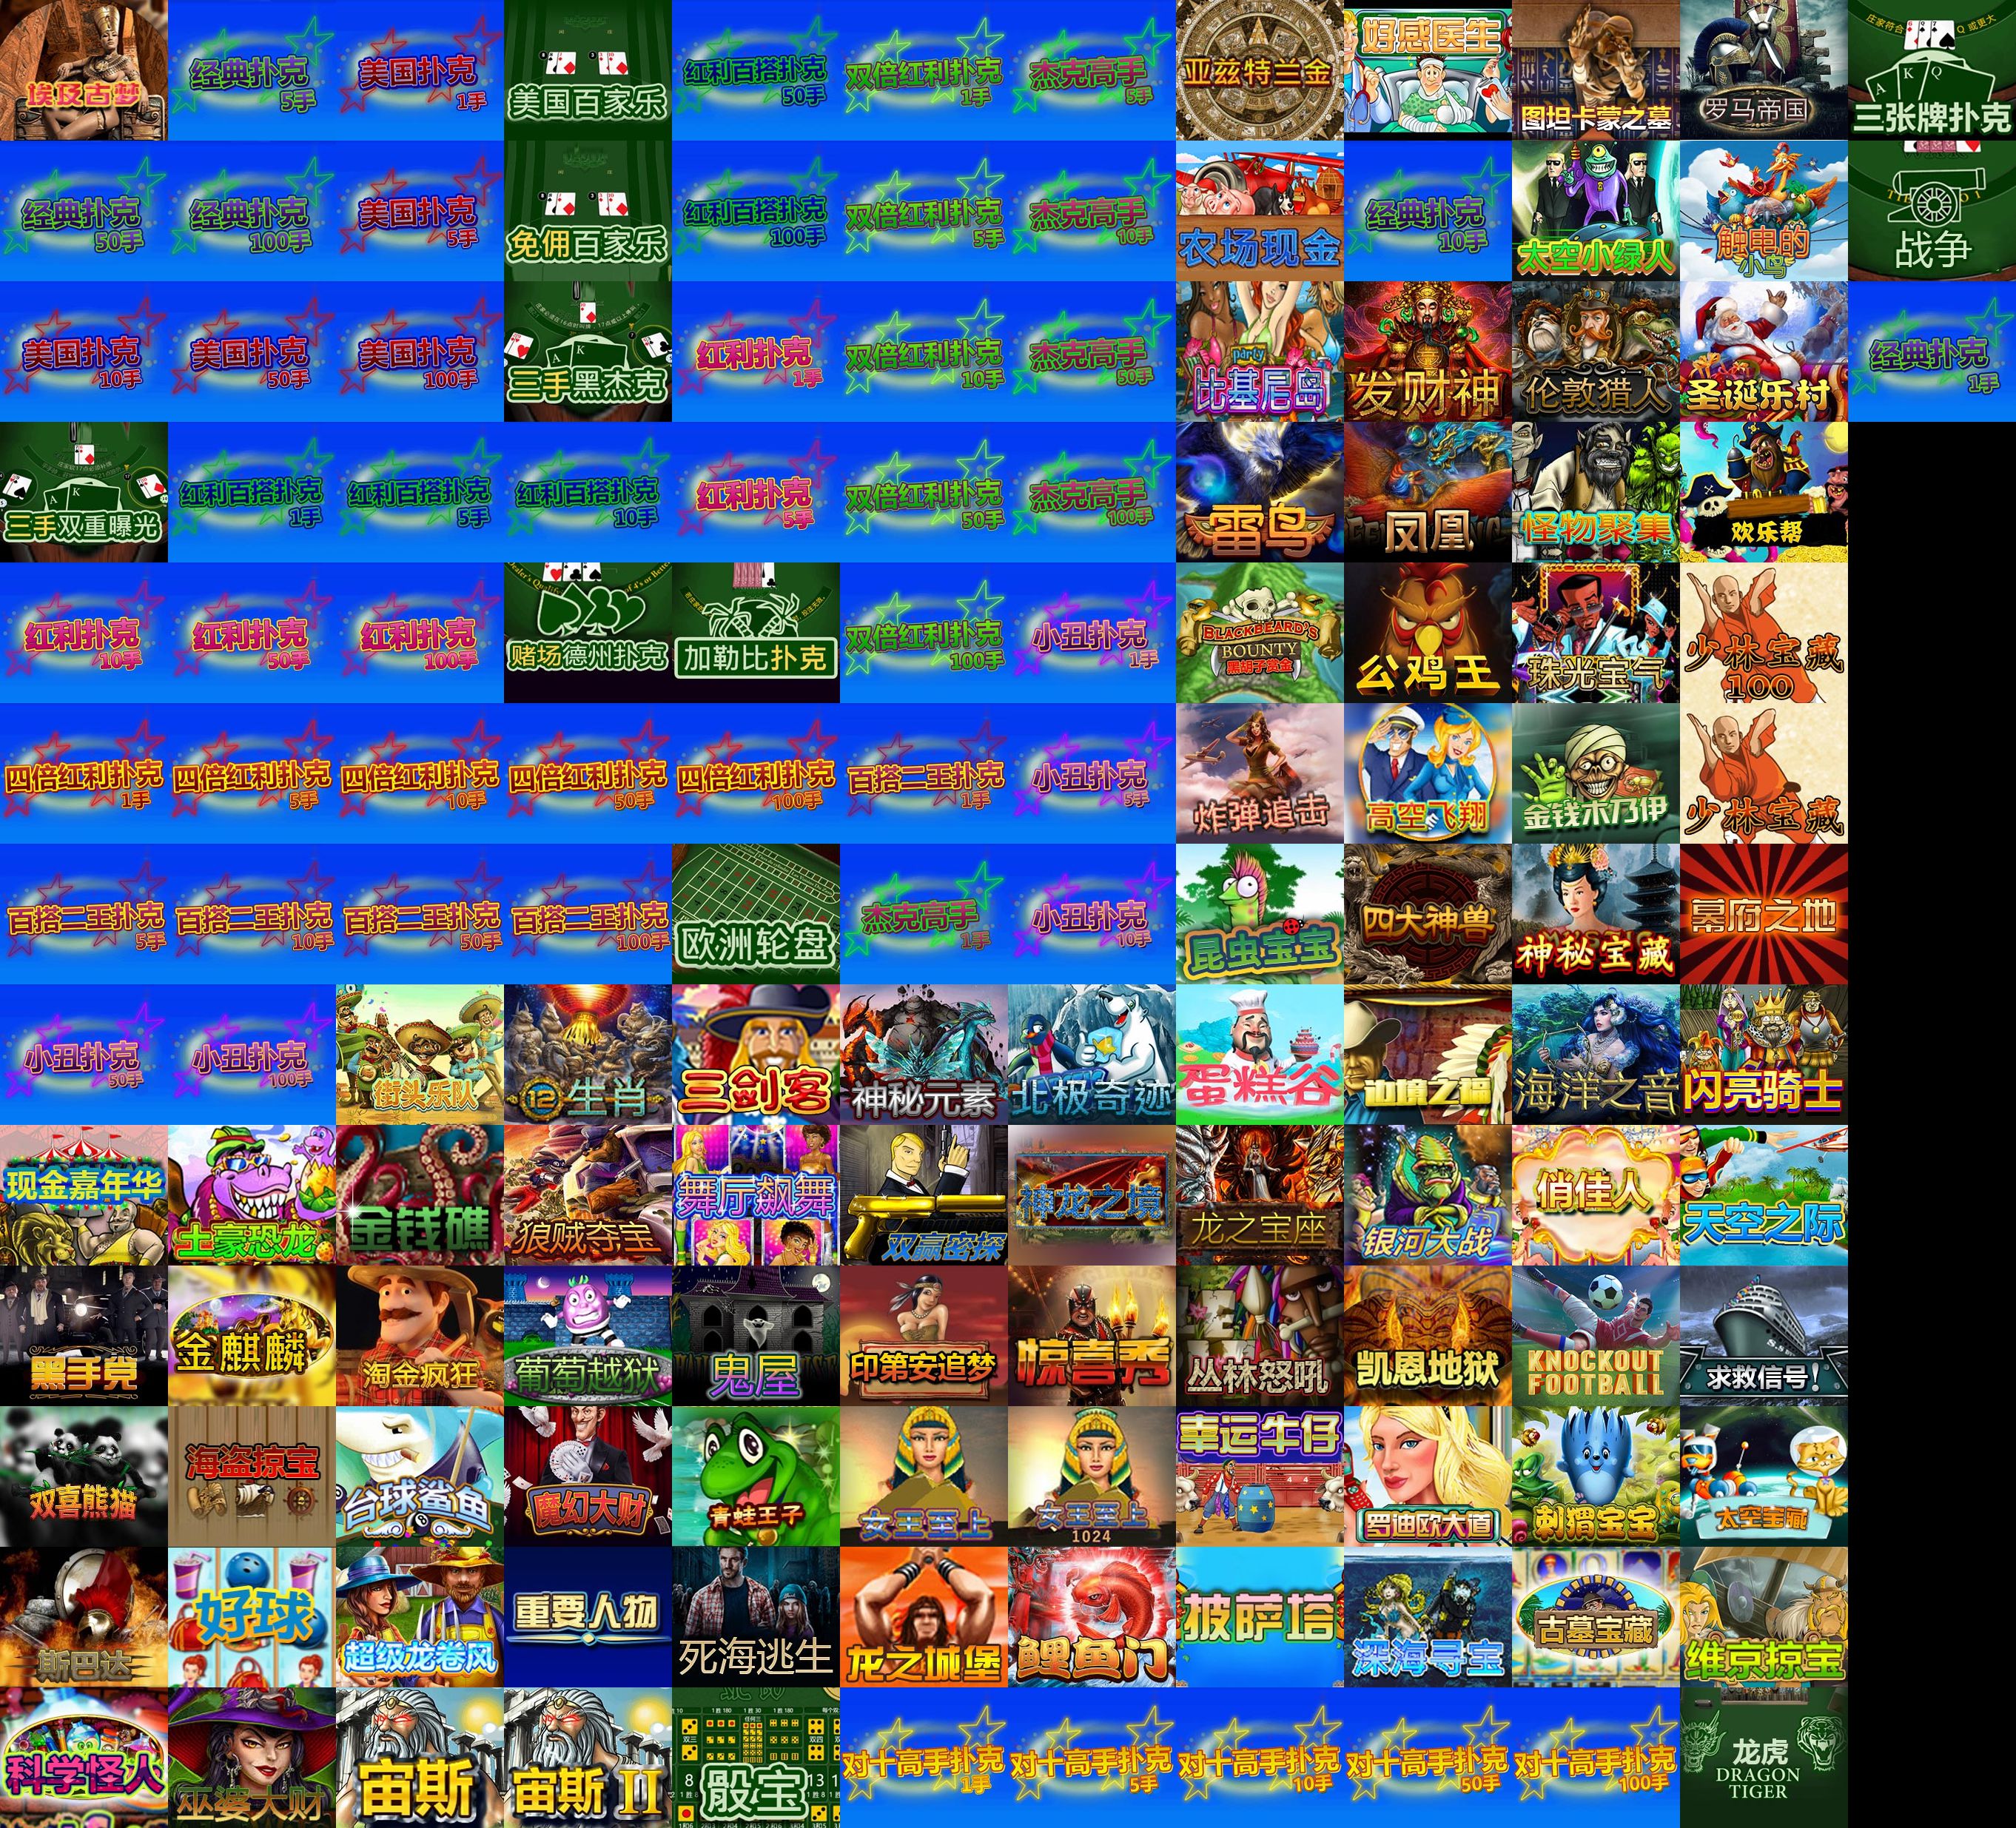 埃及古梦
经典扑克
5手
美国扑克
1手
美国百家乐
红利百搭扑克
50手
双倍红利扑克
1手
杰克高手
5手
亚兹特兰金
好感医生
图坦卡蒙之墓
罗马帝国
三张牌扑克
经典扑克
50手
经典扑克
100手
美国扑克
5手
免佣百家乐
红利百搭扑克
100手
双倍红利扑克
5手
杰克高手
10手
农场现金
经典扑克
10手
太空小绿人
触电的
小鸟
战争
美国扑克
10手
美国扑克
50手
美国扑克
100手
三手黑杰克
红利扑克
1手
双倍红利扑克
10手
杰克高手
50手
party
比基尼岛
发财神
伦敦猎人
圣诞乐村
经典扑克
1手
三手双重曝光
红利百搭扑克
1手
红利百搭扑克
5手
红利百搭扑克
10手
红利扑克
5手
双倍红利扑克
50手
杰克高手
100手
雷鸟
凤凰
怪物聚集
欢乐帮
红利扑克
10手
红利扑克
50手
红利扑克
100手
赌场德州扑克
加勒比扑克
双倍红利扑克
100手
小丑扑克
1手
BLACKBEARD'S
BOUNTY
黑胡子赏金
公鸡王
珠光宝气
少林宝藏
100
四倍红利扑克
1手
四倍红利扑克
5手
四倍红利扑克
10手
四倍红利扑克
50手
四倍红利扑克
100手
百搭二王扑克
1手
小丑扑克
5手
炸弹追击
高空飞翔
金钱木乃伊
少林宝藏
百搭二王扑克
5手
百搭二王扑克
10手
百搭二王扑克
50手
百搭二王扑克
100手
欧洲轮盘
杰克高手
1手
小丑扑克
10手
昆虫宝宝
四大神兽
神秘宝藏
幕府之地
小丑扑克
50手
小丑扑克
100手
街头乐队
12生肖
三剑客
神秘元素
北极奇迹
蛋糕谷
边境之福
海洋之音
闪亮骑士
现金嘉年华
土豪恐龙
金钱礁
狼贼夺宝
舞厅飙舞
双赢密探
神龙之境
龙之宝座
银河大战
俏佳人
天空之际
黑手党
金麒麟
淘金疯狂
葡萄越狱
鬼屋
印第安追梦
惊喜秀
丛林怒吼
凯恩地狱
KNOCKOUT
FOOTBALL
求救信号!
双喜熊猫
海盗掠宝
台球鲨鱼
魔幻大财
青蛙王子
女王至上
女王至上
1024
幸运牛仔
罗迪欧大道
刺猬宝宝
太空宝藏
斯巴达
好球
超级龙卷风
重要人物
死海逃生
龙之城堡
鲤鱼门
披萨塔
深海寻宝
古墓宝藏
维京掠宝
科学怪人
巫婆大财
宙斯
宙斯 II
骰宝
对十高手扑克
1手
对十高手扑克
5手
对十高手扑克
10手
对十高手扑克
50手
对十高手扑克
100手
龙虎
DRAGON
TIGER